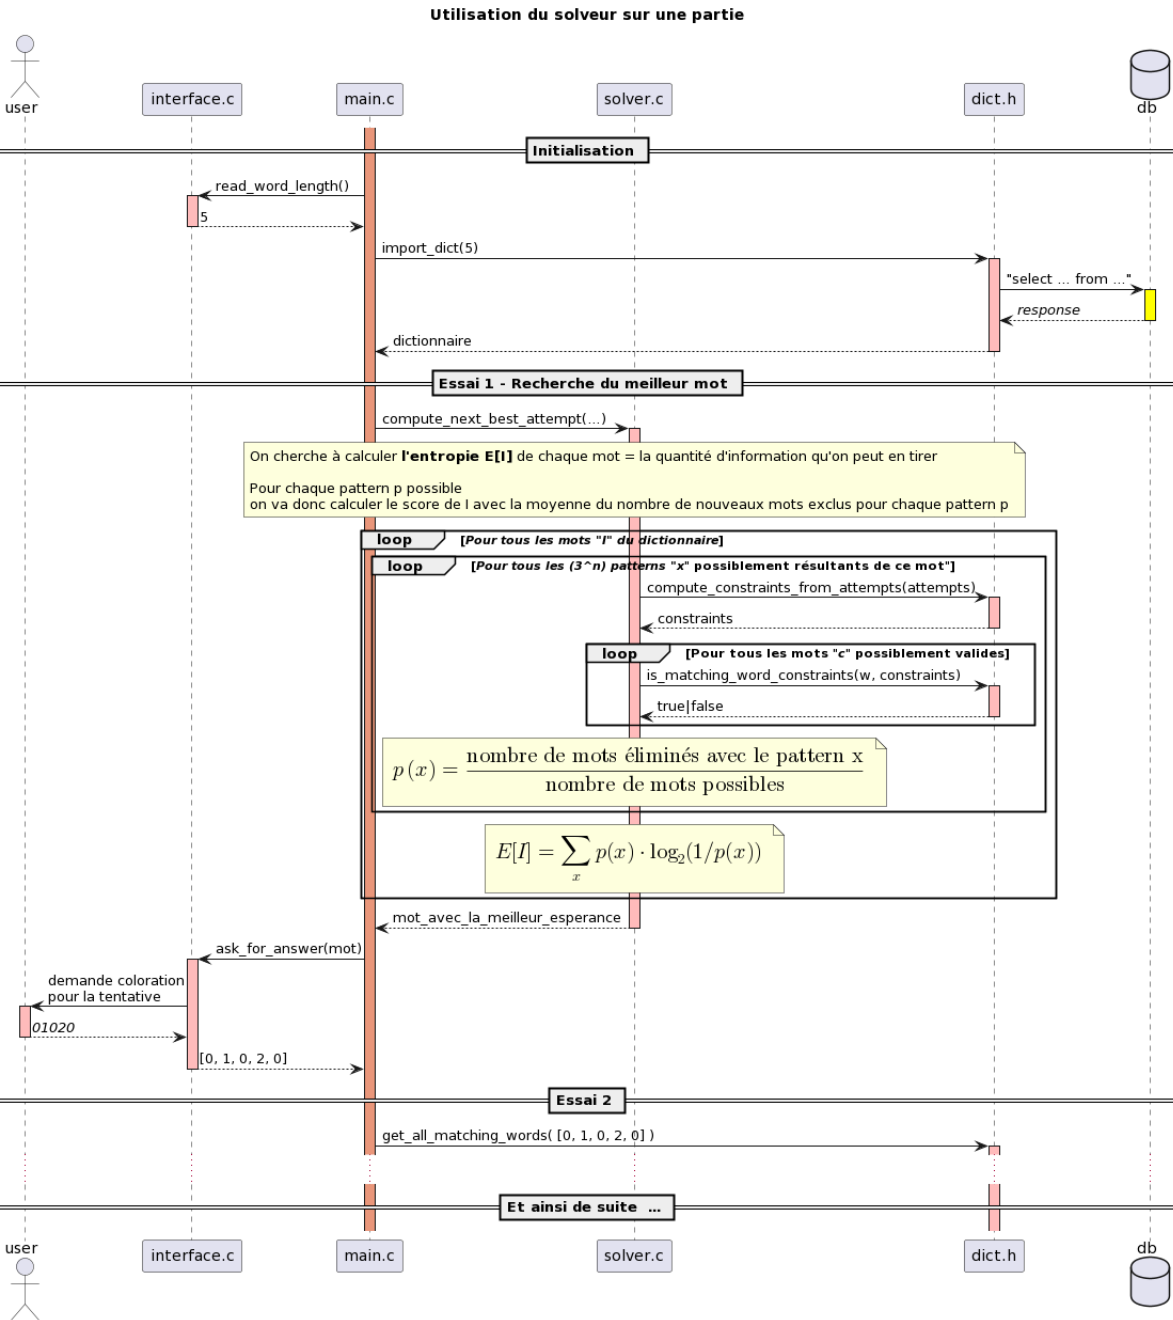 Utilisation du solveur sur une partie
user
interface.c
main.c
solver.c
dict.h
db
Initialisation
read_word_length()
5
import_dict(5)
"select ... from ..."
response
dictionnaire
Essai 1 - Recherche du meilleur mot
compute_next_best_attempt(...)
On cherche à calculer l'entropie E[I] de chaque mot = la quantité d'information qu'on peut en tirer
Pour chaque pattern p possible
on va donc calculer le score de I avec la moyenne du nombre de nouveaux mots exclus pour chaque pattern p
loop [Pour tous les mots "I" du dictionnaire]
loop [Pour tous les (3^n) patterns "x" possiblement résultants de ce mot"]
compute_constraints_from_attempts(attempts)
constraints
loop [Pour tous les mots "c" possiblement valides]
is_matching_word_constraints(w, constraints)
true|false
p(x) = nombre de mots éliminés avec le pattern x
nombre de mots possibles
E[I] = ∑ p(x) · log₂(1/p(x))
x
mot_avec_la_meilleur_esperance
ask_for_answer(mot)
demande coloration
pour la tentative
01020
[0, 1, 0, 2, 0]
Essai 2
get_all_matching_words( [0, 1, 0, 2, 0] )
Et ainsi de suite ...
user
interface.c
main.c
solver.c
dict.h
db